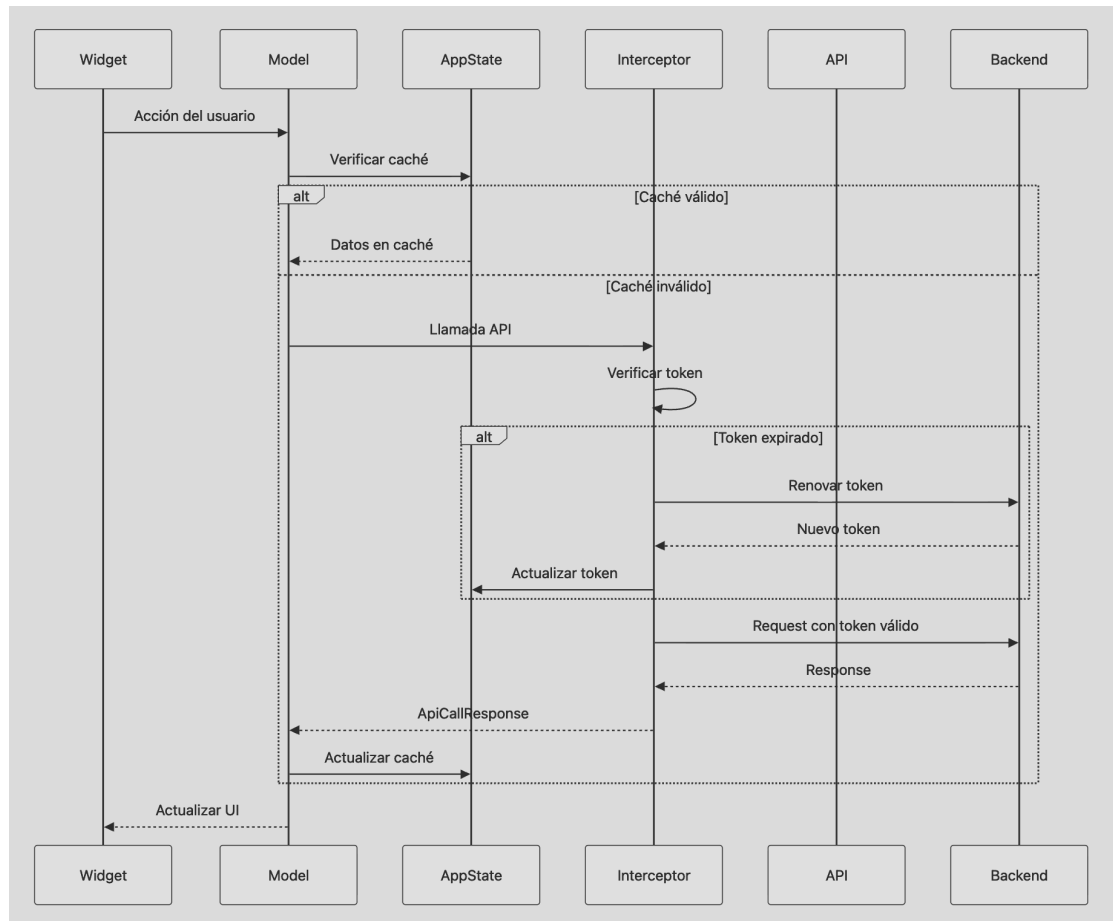 Widget
Model
AppState
Interceptor
API
Backend
Acción del usuario
Verificar caché
alt
[Caché válido]
Datos en caché
[Caché inválido]
Llamada API
Verificar token
alt
[Token expirado]
Renovar token
Nuevo token
Actualizar token
Request con token válido
Response
ApiCallResponse
Actualizar caché
Actualizar UI
Widget
Model
AppState
Interceptor
API
Backend